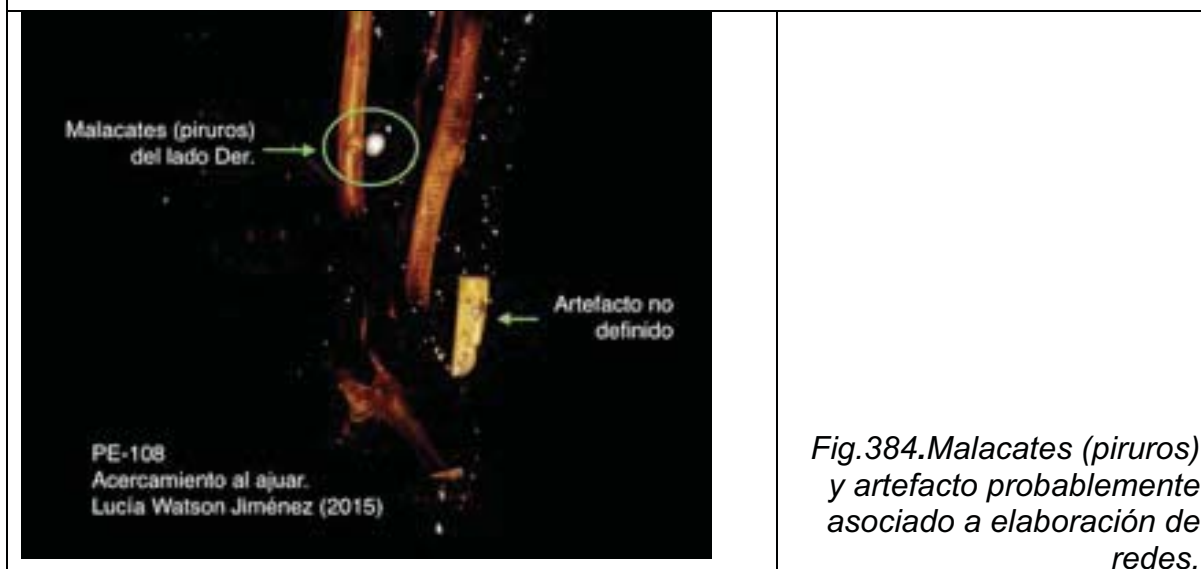 Malacates (piruros)
del lado Der.
Artefacto no
definido
PE-108
Acercamiento al ajuar.
Lucía Watson Jiménez (2015)
Fig.384.Malacates (piruros)
y artefacto probablemente
asociado a elaboración de
redes.